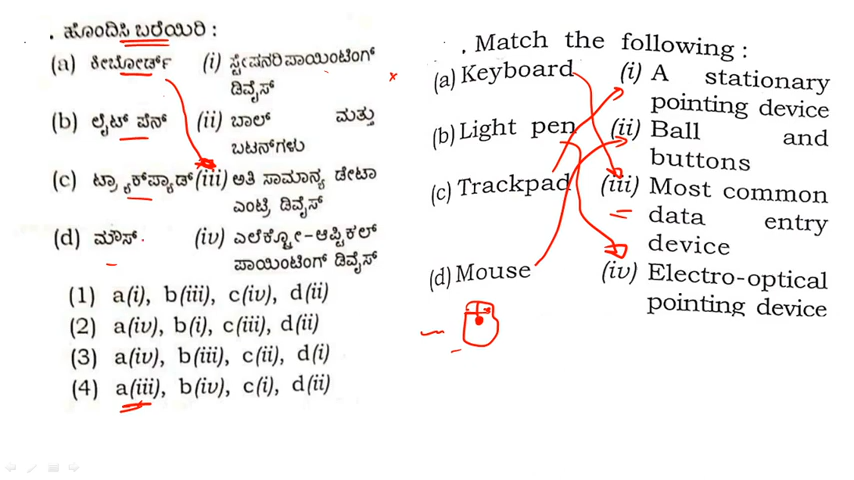 . ಹೊಂದಿಸಿ ಬರೆಯಿರಿ :
(a) ಕೀಬೋರ್ಡ್ (i) ಸ್ಟೇಷನರಿ ಪಾಯಿಂಟಿಂಗ್
ಡಿವೈಸ್
(b) ಲೈಟ್ ಪೆನ್ (ii) ಬಾಲ್ ಮತ್ತು
ಬಟನ್‌ಗಳು
(c) ಟ್ರ್ಯಾಕ್‌ಪ್ಯಾಡ್ (iii) ಅತಿ ಸಾಮಾನ್ಯ ಡೇಟಾ
ಎಂಟ್ರಿ ಡಿವೈಸ್
(d) ಮೌಸ್ (iv) ಎಲೆಕ್ಟ್ರೋ-ಆಪ್ಟಿಕಲ್
ಪಾಯಿಂಟಿಂಗ್ ಡಿವೈಸ್
(1) a(i), b(iii), c(iv), d(ii)
(2) a(iv), b(i), c(iii), d(ii)
(3) a(iv), b(iii), c(ii), d(i)
(4) a(iii), b(iv), c(i), d(ii)
. Match the following :
(a) Keyboard (i) A stationary
pointing device
(b) Light pen (ii) Ball and
buttons
(c) Trackpad (iii) Most common
data entry
device
(d) Mouse (iv) Electro-optical
pointing device